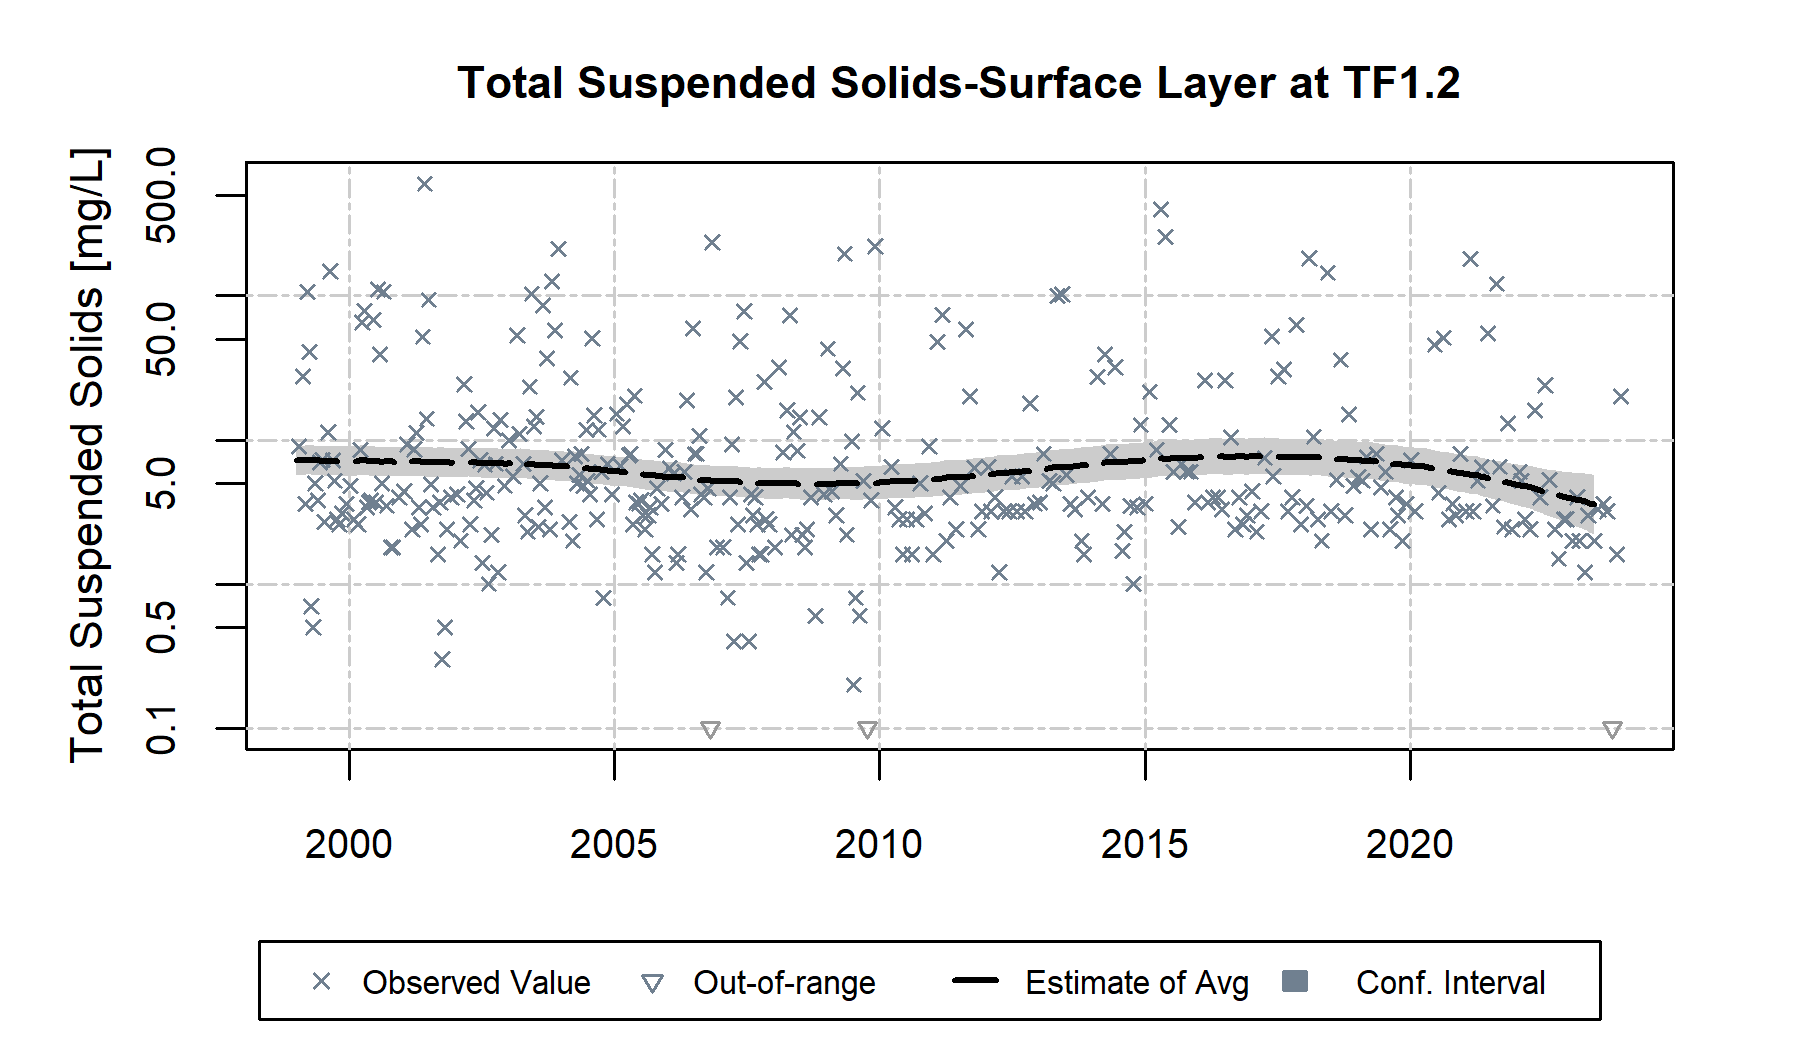 Total Suspended Solids-Surface Layer at TF1.2
Total Suspended Solids [mg/L]
500.0
50.0
5.0
0.5
0.1
2000 2005 2010 2015 2020
Observed Value Out-of-range Estimate of Avg Conf. Interval